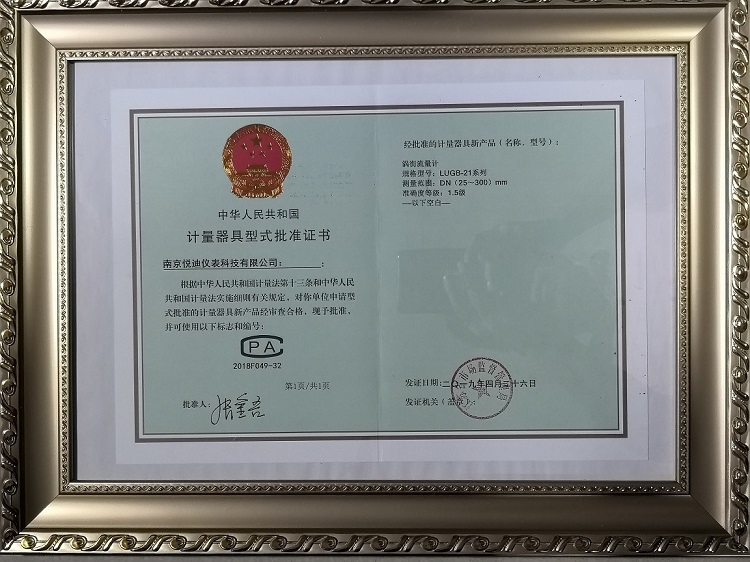 中华人民共和国
计量器具型式批准证书
南京悦迪仪表科技有限公司：　　　：
根据中华人民共和国计量法第十三条和中华人民
共和国计量法实施细则有关规定，对你单位申请型
式批准的计量器具新产品经审查合格，现予批准，
并可使用以下标志和编号：
CPA
2018F049-32
第1页/共1页
批准人：
经批准的计量器具新产品（名称、型号）：
涡街流量计
规格型号：LUGB-21系列
测量范围：DN（25～300）mm
准确度等级：1.5级
——以下空白——
发证日期：二〇一九年四月二十六日
发证机关（盖章）：
市场监督管理局